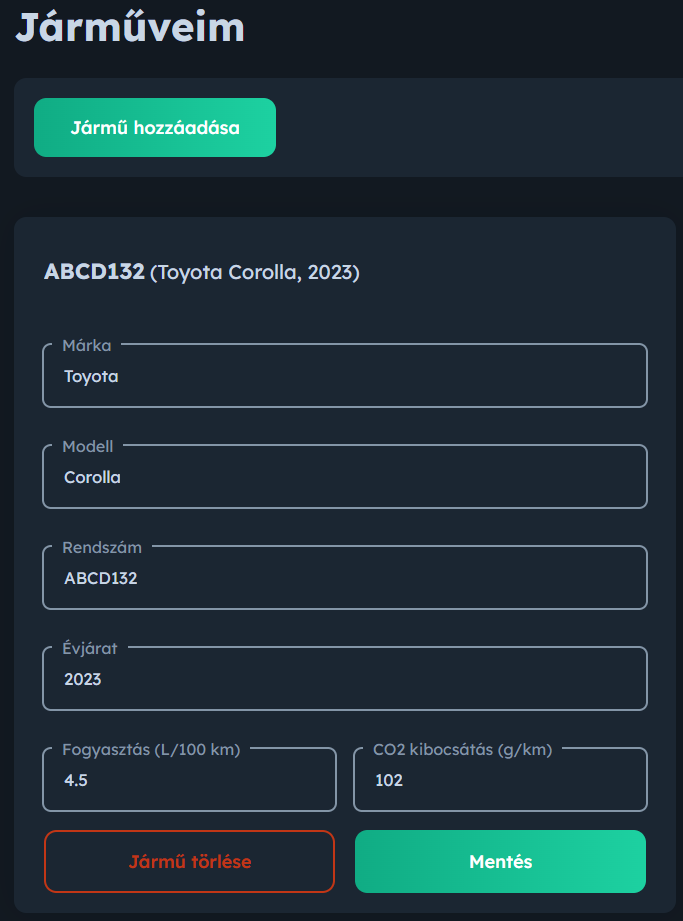 Járműveim
Jármű hozzáadása
ABCD132 (Toyota Corolla, 2023)
Márka
Toyota
Modell
Corolla
Rendszám
ABCD132
Évjárat
2023
Fogyasztás (L/100 km) CO2 kibocsátás (g/km)
4.5 102
Jármű törlése Mentés